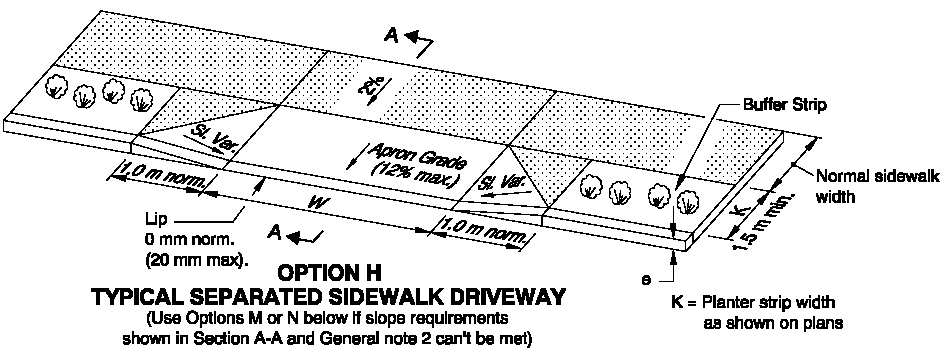 A
2%
Buffer Strip
Sl. Var.
Apron Grade
(12% max.)
Sl. Var.
Normal sidewalk
width
1.0 m norm.
W
1.0 m norm.
K
1.5 m min.
Lip
0 mm norm.
(20 mm max).
A
e
OPTION H
TYPICAL SEPARATED SIDEWALK DRIVEWAY
(Use Options M or N below if slope requirements
shown in Section A-A and General note 2 can't be met)
K = Planter strip width
as shown on plans